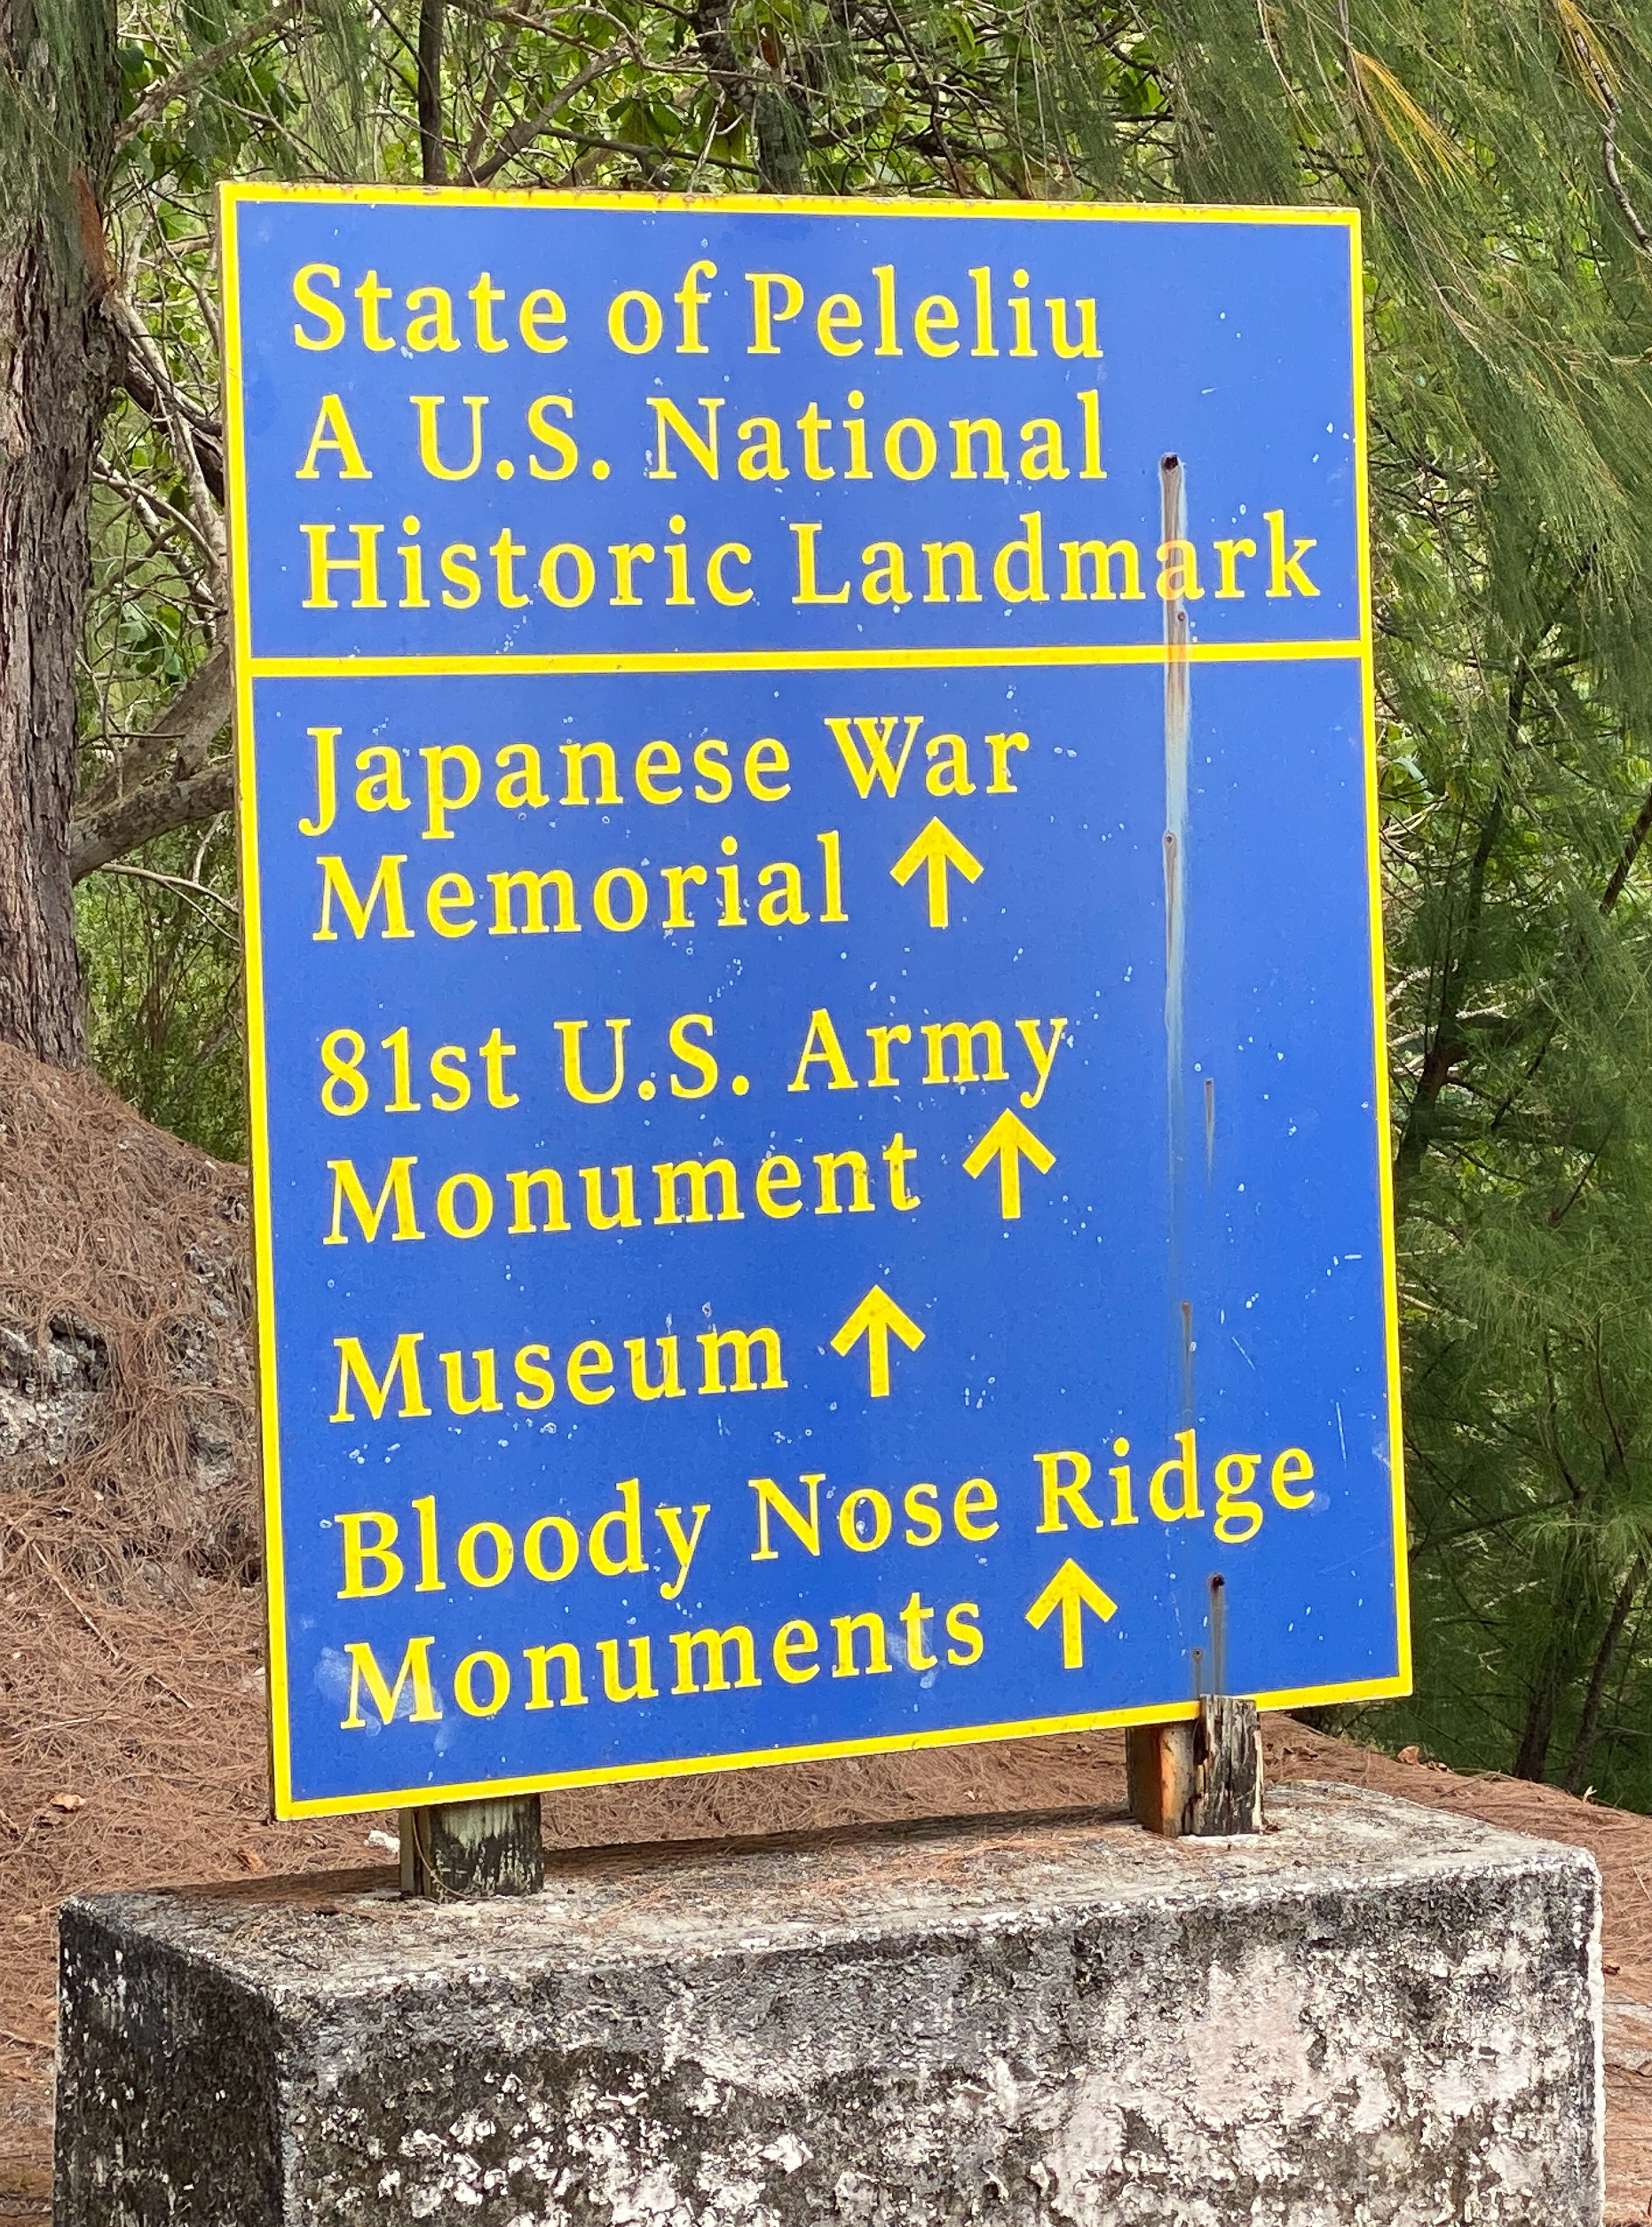 State of Peleliu
A U.S. National
Historic Landmark
Japanese War
Memorial ↑
81st U.S. Army
Monument ↑
Museum ↑
Bloody Nose Ridge
Monuments ↑